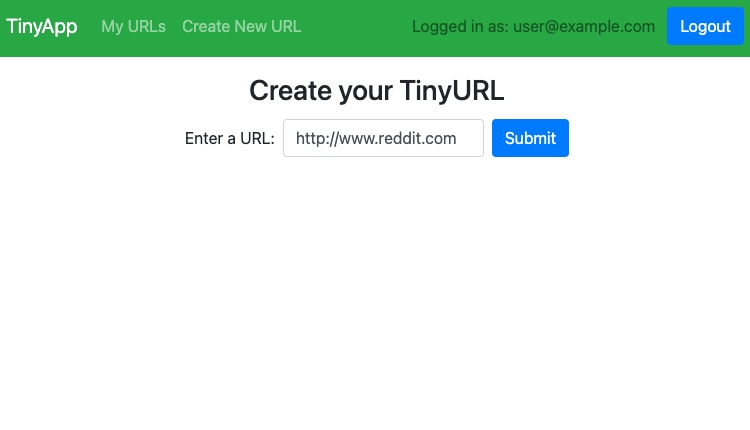 TinyApp My URLs Create New URL Logged in as: user@example.com Logout
Create your TinyURL
Enter a URL: http://www.reddit.com Submit